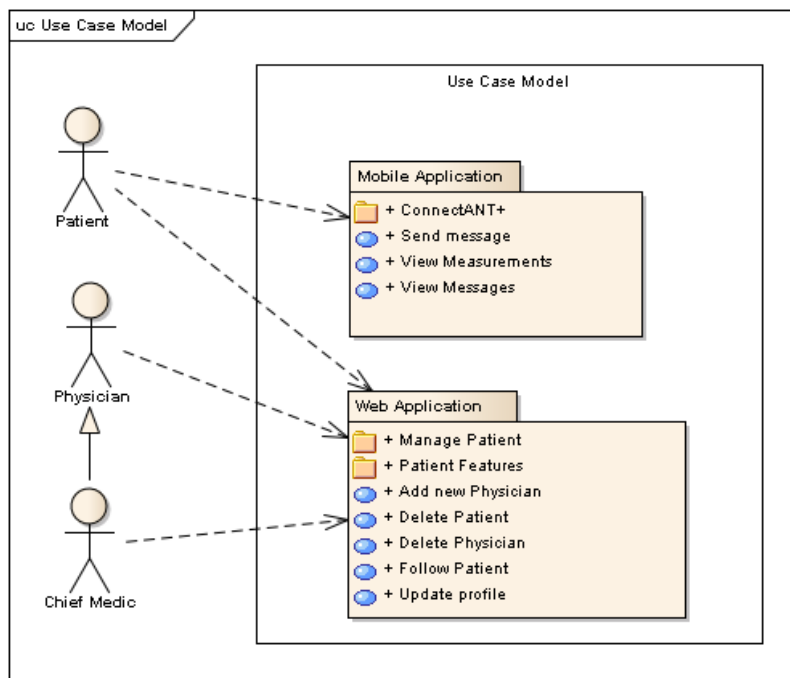 uc Use Case Model
Use Case Model
Patient
Mobile Application
+ ConnectANT+
+ Send message
+ View Measurements
+ View Messages
Physician
Web Application
+ Manage Patient
+ Patient Features
+ Add new Physician
+ Delete Patient
+ Delete Physician
+ Follow Patient
+ Update profile
Chief Medic